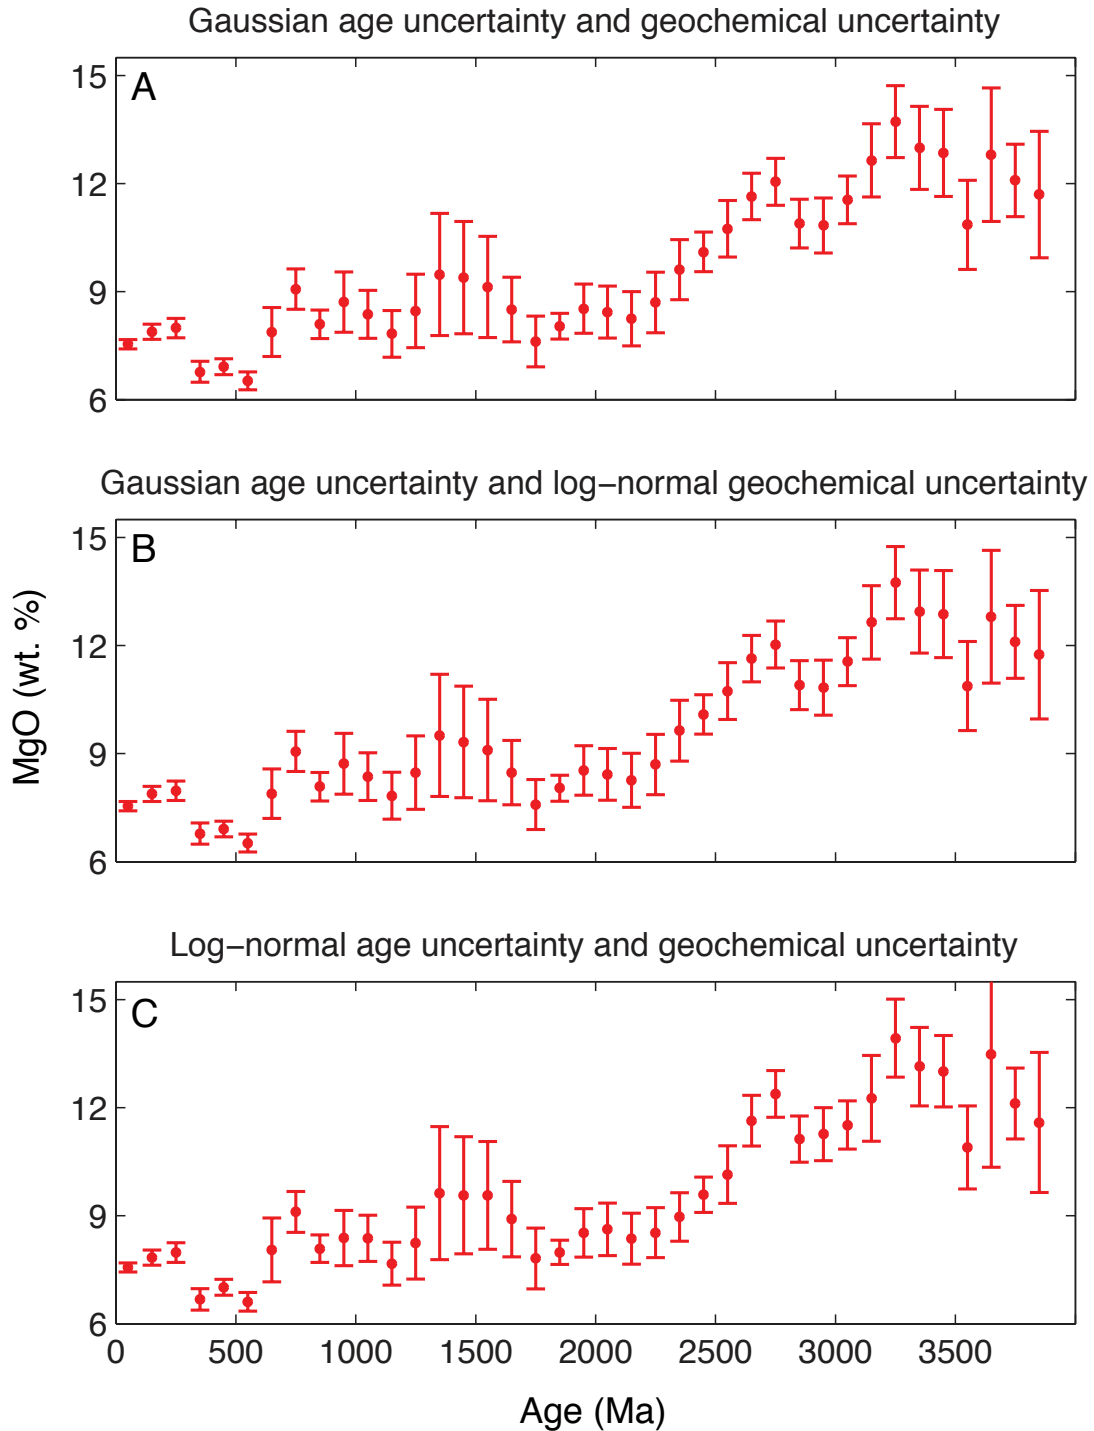 Gaussian age uncertainty and geochemical uncertainty
A
15
12
9
6
Gaussian age uncertainty and log−normal geochemical uncertainty
B
15
12
9
6
MgO (wt. %)
Log−normal age uncertainty and geochemical uncertainty
C
15
12
9
6
0 500 1000 1500 2000 2500 3000 3500
Age (Ma)